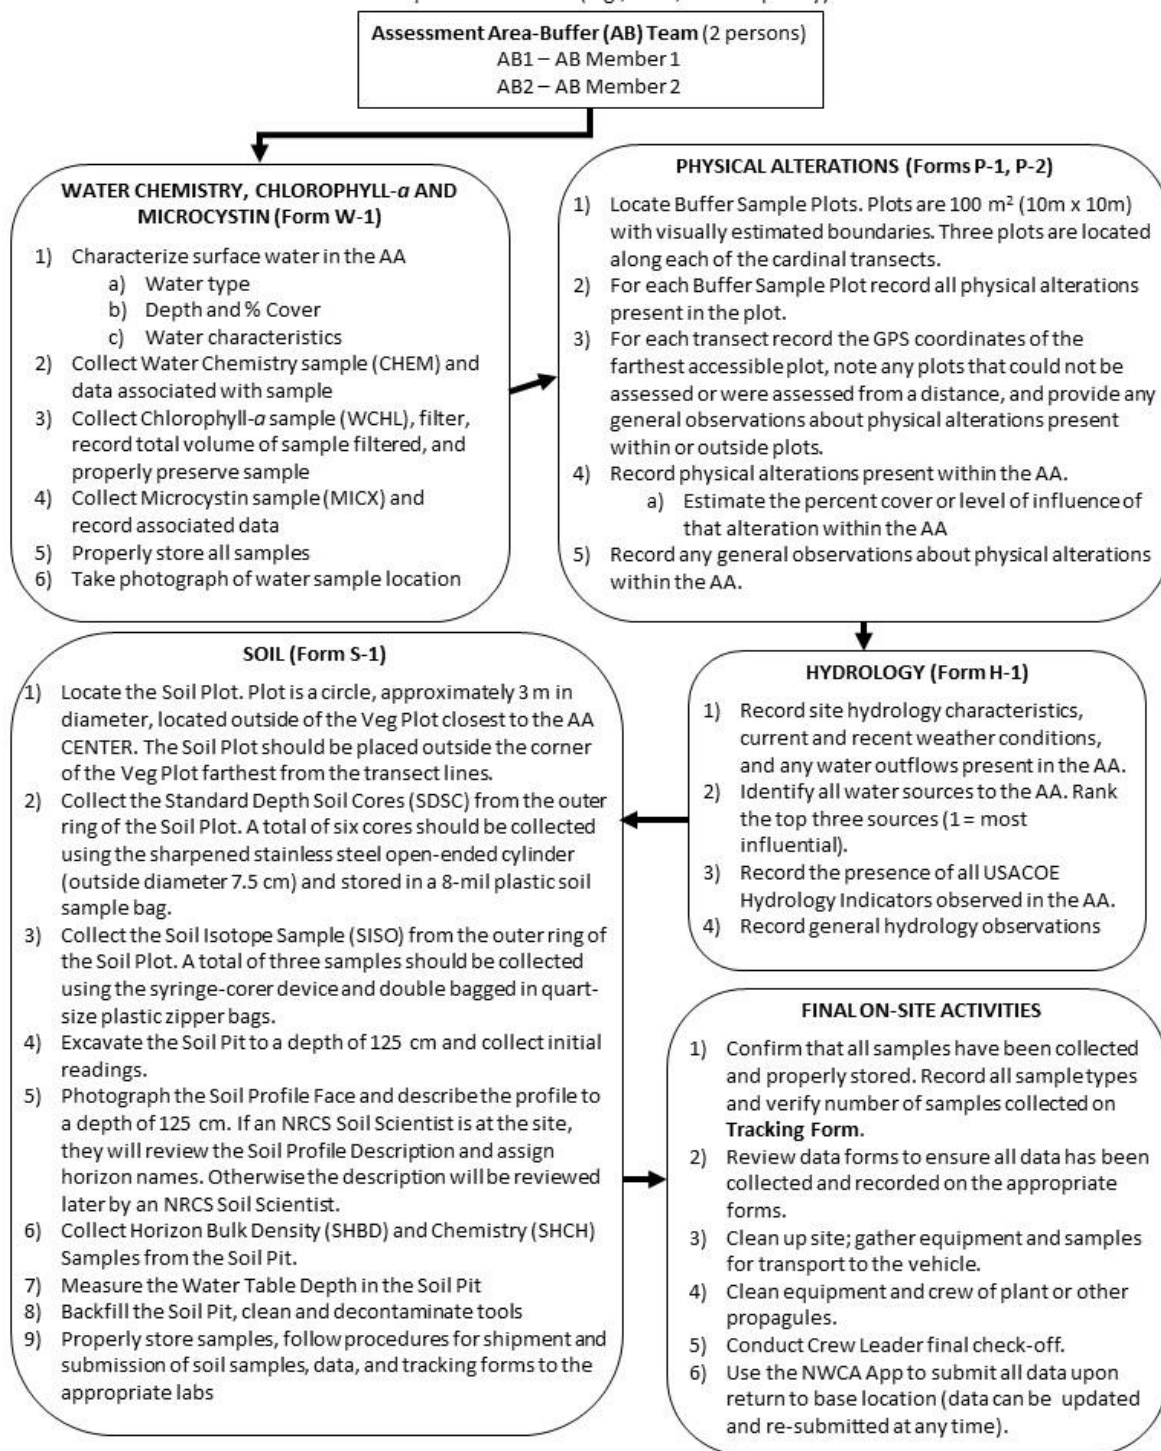 Assessment Area-Buffer (AB) Team (2 persons)
AB1 – AB Member 1
AB2 – AB Member 2
WATER CHEMISTRY, CHLOROPHYLL-a AND
MICROCYSTIN (Form W-1)
1) Characterize surface water in the AA
a) Water type
b) Depth and % Cover
c) Water characteristics
2) Collect Water Chemistry sample (CHEM) and
data associated with sample
3) Collect Chlorophyll-a sample (WCHL), filter,
record total volume of sample filtered, and
properly preserve sample
4) Collect Microcystin sample (MICX) and
record associated data
5) Properly store all samples
6) Take photograph of water sample location
PHYSICAL ALTERATIONS (Forms P-1, P-2)
1) Locate Buffer Sample Plots. Plots are 100 m² (10m x 10m)
with visually estimated boundaries. Three plots are located
along each of the cardinal transects.
2) For each Buffer Sample Plot record all physical alterations
present in the plot.
3) For each transect record the GPS coordinates of the
farthest accessible plot, note any plots that could not be
assessed or were assessed from a distance, and provide any
general observations about physical alterations present
within or outside plots.
4) Record physical alterations present within the AA.
a) Estimate the percent cover or level of influence of
that alteration within the AA
5) Record any general observations about physical alterations
within the AA.
HYDROLOGY (Form H-1)
1) Record site hydrology characteristics,
current and recent weather conditions,
and any water outflows present in the AA.
2) Identify all water sources to the AA. Rank
the top three sources (1 = most
influential).
3) Record the presence of all USACOE
Hydrology Indicators observed in the AA.
4) Record general hydrology observations
SOIL (Form S-1)
1) Locate the Soil Plot. Plot is a circle, approximately 3 m in
diameter, located outside of the Veg Plot closest to the AA
CENTER. The Soil Plot should be placed outside the corner
of the Veg Plot farthest from the transect lines.
2) Collect the Standard Depth Soil Cores (SDSC) from the outer
ring of the Soil Plot. A total of six cores should be collected
using the sharpened stainless steel open-ended cylinder
(outside diameter 7.5 cm) and stored in a 8-mil plastic soil
sample bag.
3) Collect the Soil Isotope Sample (SISO) from the outer ring of
the Soil Plot. A total of three samples should be collected
using the syringe-corer device and double bagged in quart-
size plastic zipper bags.
4) Excavate the Soil Pit to a depth of 125 cm and collect initial
readings.
5) Photograph the Soil Profile Face and describe the profile to
a depth of 125 cm. If an NRCS Soil Scientist is at the site,
they will review the Soil Profile Description and assign
horizon names. Otherwise the description will be reviewed
later by an NRCS Soil Scientist.
6) Collect Horizon Bulk Density (SHBD) and Chemistry (SHCH)
Samples from the Soil Pit.
7) Measure the Water Table Depth in the Soil Pit
8) Backfill the Soil Pit, clean and decontaminate tools
9) Properly store samples, follow procedures for shipment and
submission of soil samples, data, and tracking forms to the
appropriate labs
FINAL ON-SITE ACTIVITIES
1) Confirm that all samples have been collected
and properly stored. Record all sample types
and verify number of samples collected on
Tracking Form.
2) Review data forms to ensure all data has been
collected and recorded on the appropriate
forms.
3) Clean up site; gather equipment and samples
for transport to the vehicle.
4) Clean equipment and crew of plant or other
propagules.
5) Conduct Crew Leader final check-off.
6) Use the NWCA App to submit all data upon
return to base location (data can be updated
and re-submitted at any time).